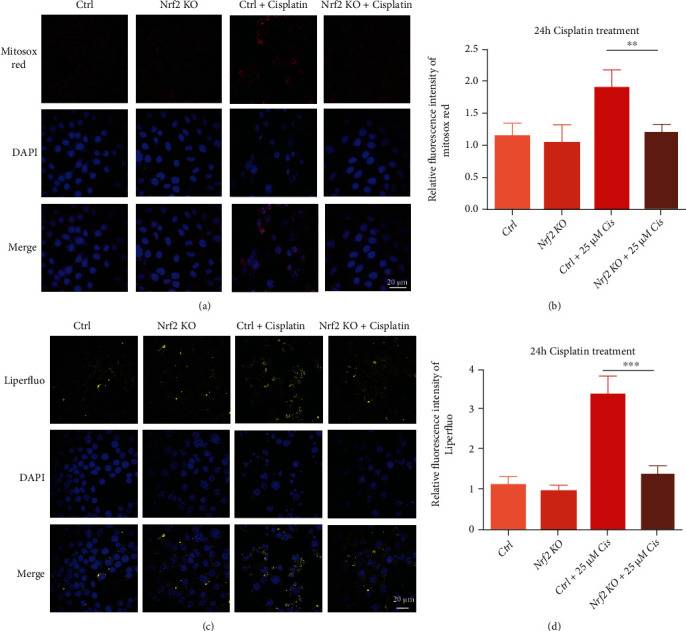 Ctrl
Nrf2 KO
Ctrl + Cisplatin
Nrf2 KO + Cisplatin
Mitosox
red
DAPI
Merge
20 μm
(a)
24h Cisplatin treatment
**
Relative fluorescence intensity of
mitosox red
2.5
2.0
1.5
1.0
0.5
0.0
Ctrl
Nrf2 KO
Ctrl + 25 μM Cis
Nrf2 KO + 25 μM Cis
(b)
Ctrl
Nrf2 KO
Ctrl + Cisplatin
Nrf2 KO + Cisplatin
Liperfluo
DAPI
Merge
20 μm
(c)
24h Cisplatin treatment
***
Relative fluorescence intensity of
Liperfluo
4
3
2
1
0
Ctrl
Nrf2 KO
Ctrl + 25 μM Cis
Nrf2 KO + 25 μM Cis
(d)